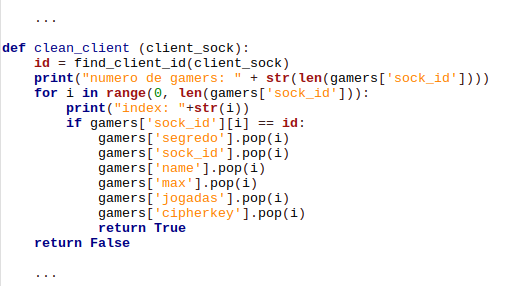 ...
def clean_client (client_sock):
    id = find_client_id(client_sock)
    print("numero de gamers: " + str(len(gamers['sock_id'])))
    for i in range(0, len(gamers['sock_id'])):
        print("index: "+str(i))
        if gamers['sock_id'][i] == id:
            gamers['segredo'].pop(i)
            gamers['sock_id'].pop(i)
            gamers['name'].pop(i)
            gamers['max'].pop(i)
            gamers['jogadas'].pop(i)
            gamers['cipherkey'].pop(i)
            return True
    return False
...